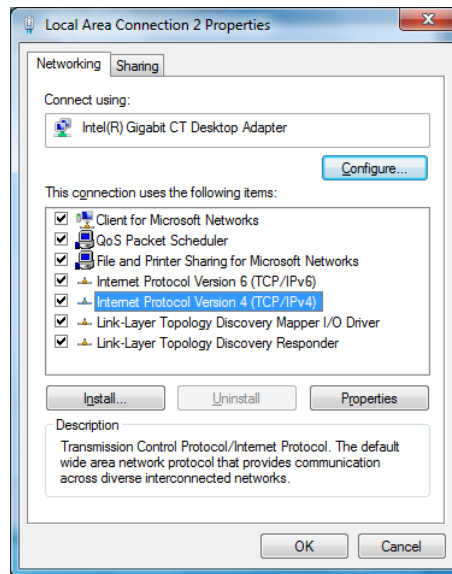 Local Area Connection 2 Properties
Networking
Sharing
Connect using:
Intel(R) Gigabit CT Desktop Adapter
Configure...
This connection uses the following items:
Client for Microsoft Networks
QoS Packet Scheduler
File and Printer Sharing for Microsoft Networks
Internet Protocol Version 6 (TCP/IPv6)
Internet Protocol Version 4 (TCP/IPv4)
Link-Layer Topology Discovery Mapper I/O Driver
Link-Layer Topology Discovery Responder
Install...
Uninstall
Properties
Description
Transmission Control Protocol/Internet Protocol. The default
wide area network protocol that provides communication
across diverse interconnected networks.
OK
Cancel